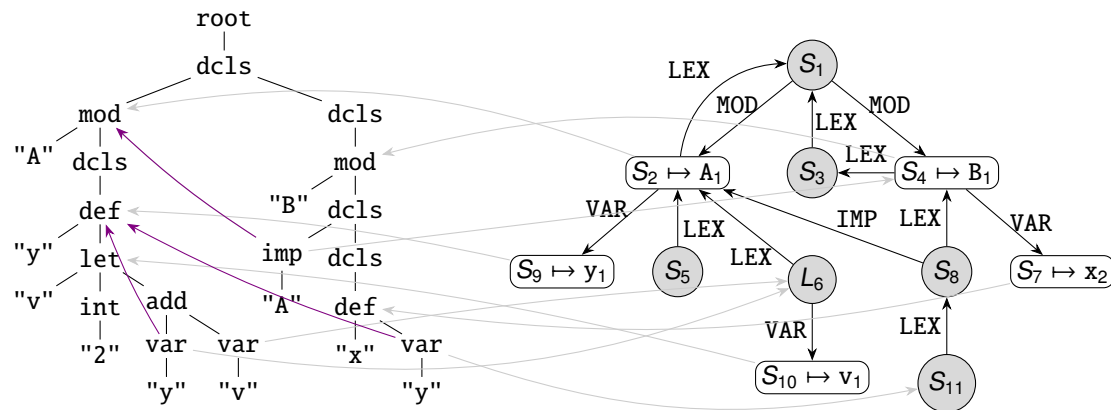 root
dcls
LEX S1
mod dcls MOD MOD
"A" dcls mod LEX LEX
S2 ↦ A1 S3 S4 ↦ B1
def "B" dcls VAR IMP LEX VAR
"y" let imp dcls LEX LEX
S9 ↦ y1 S5 L6 S8 S7 ↦ x2
"v" int add "A" def
VAR LEX
"2" var var "x" var
S10 ↦ v1 S11
"y" "v" "y"